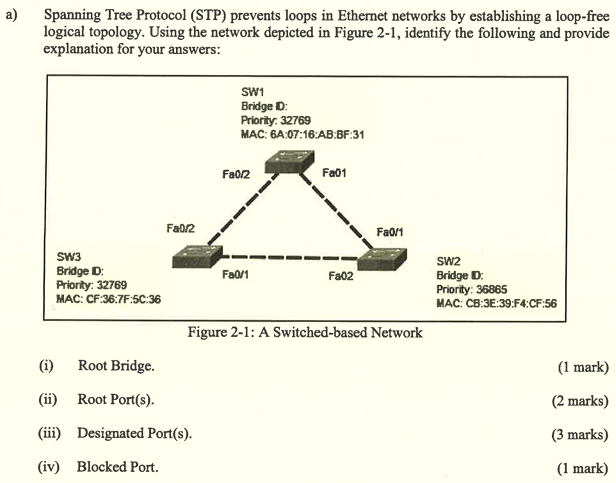 a) Spanning Tree Protocol (STP) prevents loops in Ethernet networks by establishing a loop-free
logical topology. Using the network depicted in Figure 2-1, identify the following and provide
explanation for your answers:
SW1
Bridge ID:
Priority: 32769
MAC: 6A:07:16:AB:BF:31
Fa0/2 Fa01
Fa0/2 Fa0/1
SW3
Bridge ID:
Priority: 32769
MAC: CF:36:7F:5C:36
Fa0/1 Fa02
SW2
Bridge ID:
Priority: 36865
MAC: CB:3E:39:F4:CF:56
Figure 2-1: A Switched-based Network
(i) Root Bridge. (1 mark)
(ii) Root Port(s). (2 marks)
(iii) Designated Port(s). (3 marks)
(iv) Blocked Port. (1 mark)